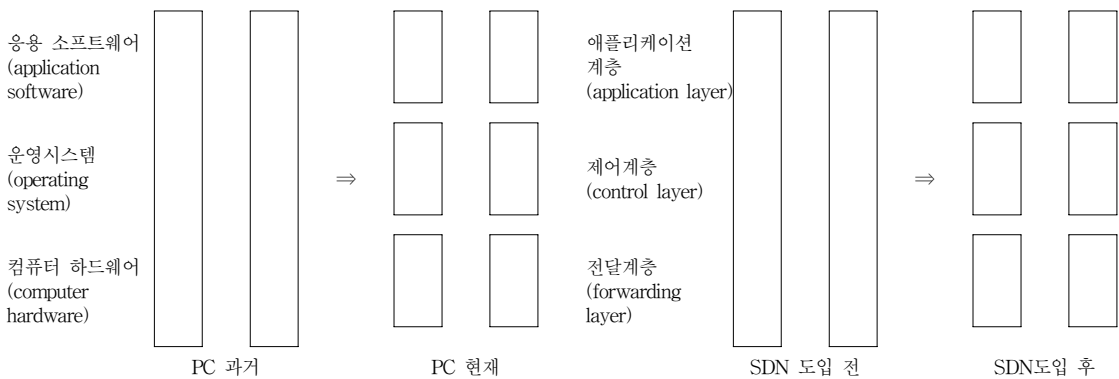 응용 소프트웨어
(application
software)
운영시스템
(operating
system)
컴퓨터 하드웨어
(computer
hardware)
⇒
PC 과거
PC 현재
애플리케이션
계층
(application layer)
제어계층
(control layer)
전달계층
(forwarding
layer)
⇒
SDN 도입 전
SDN도입 후